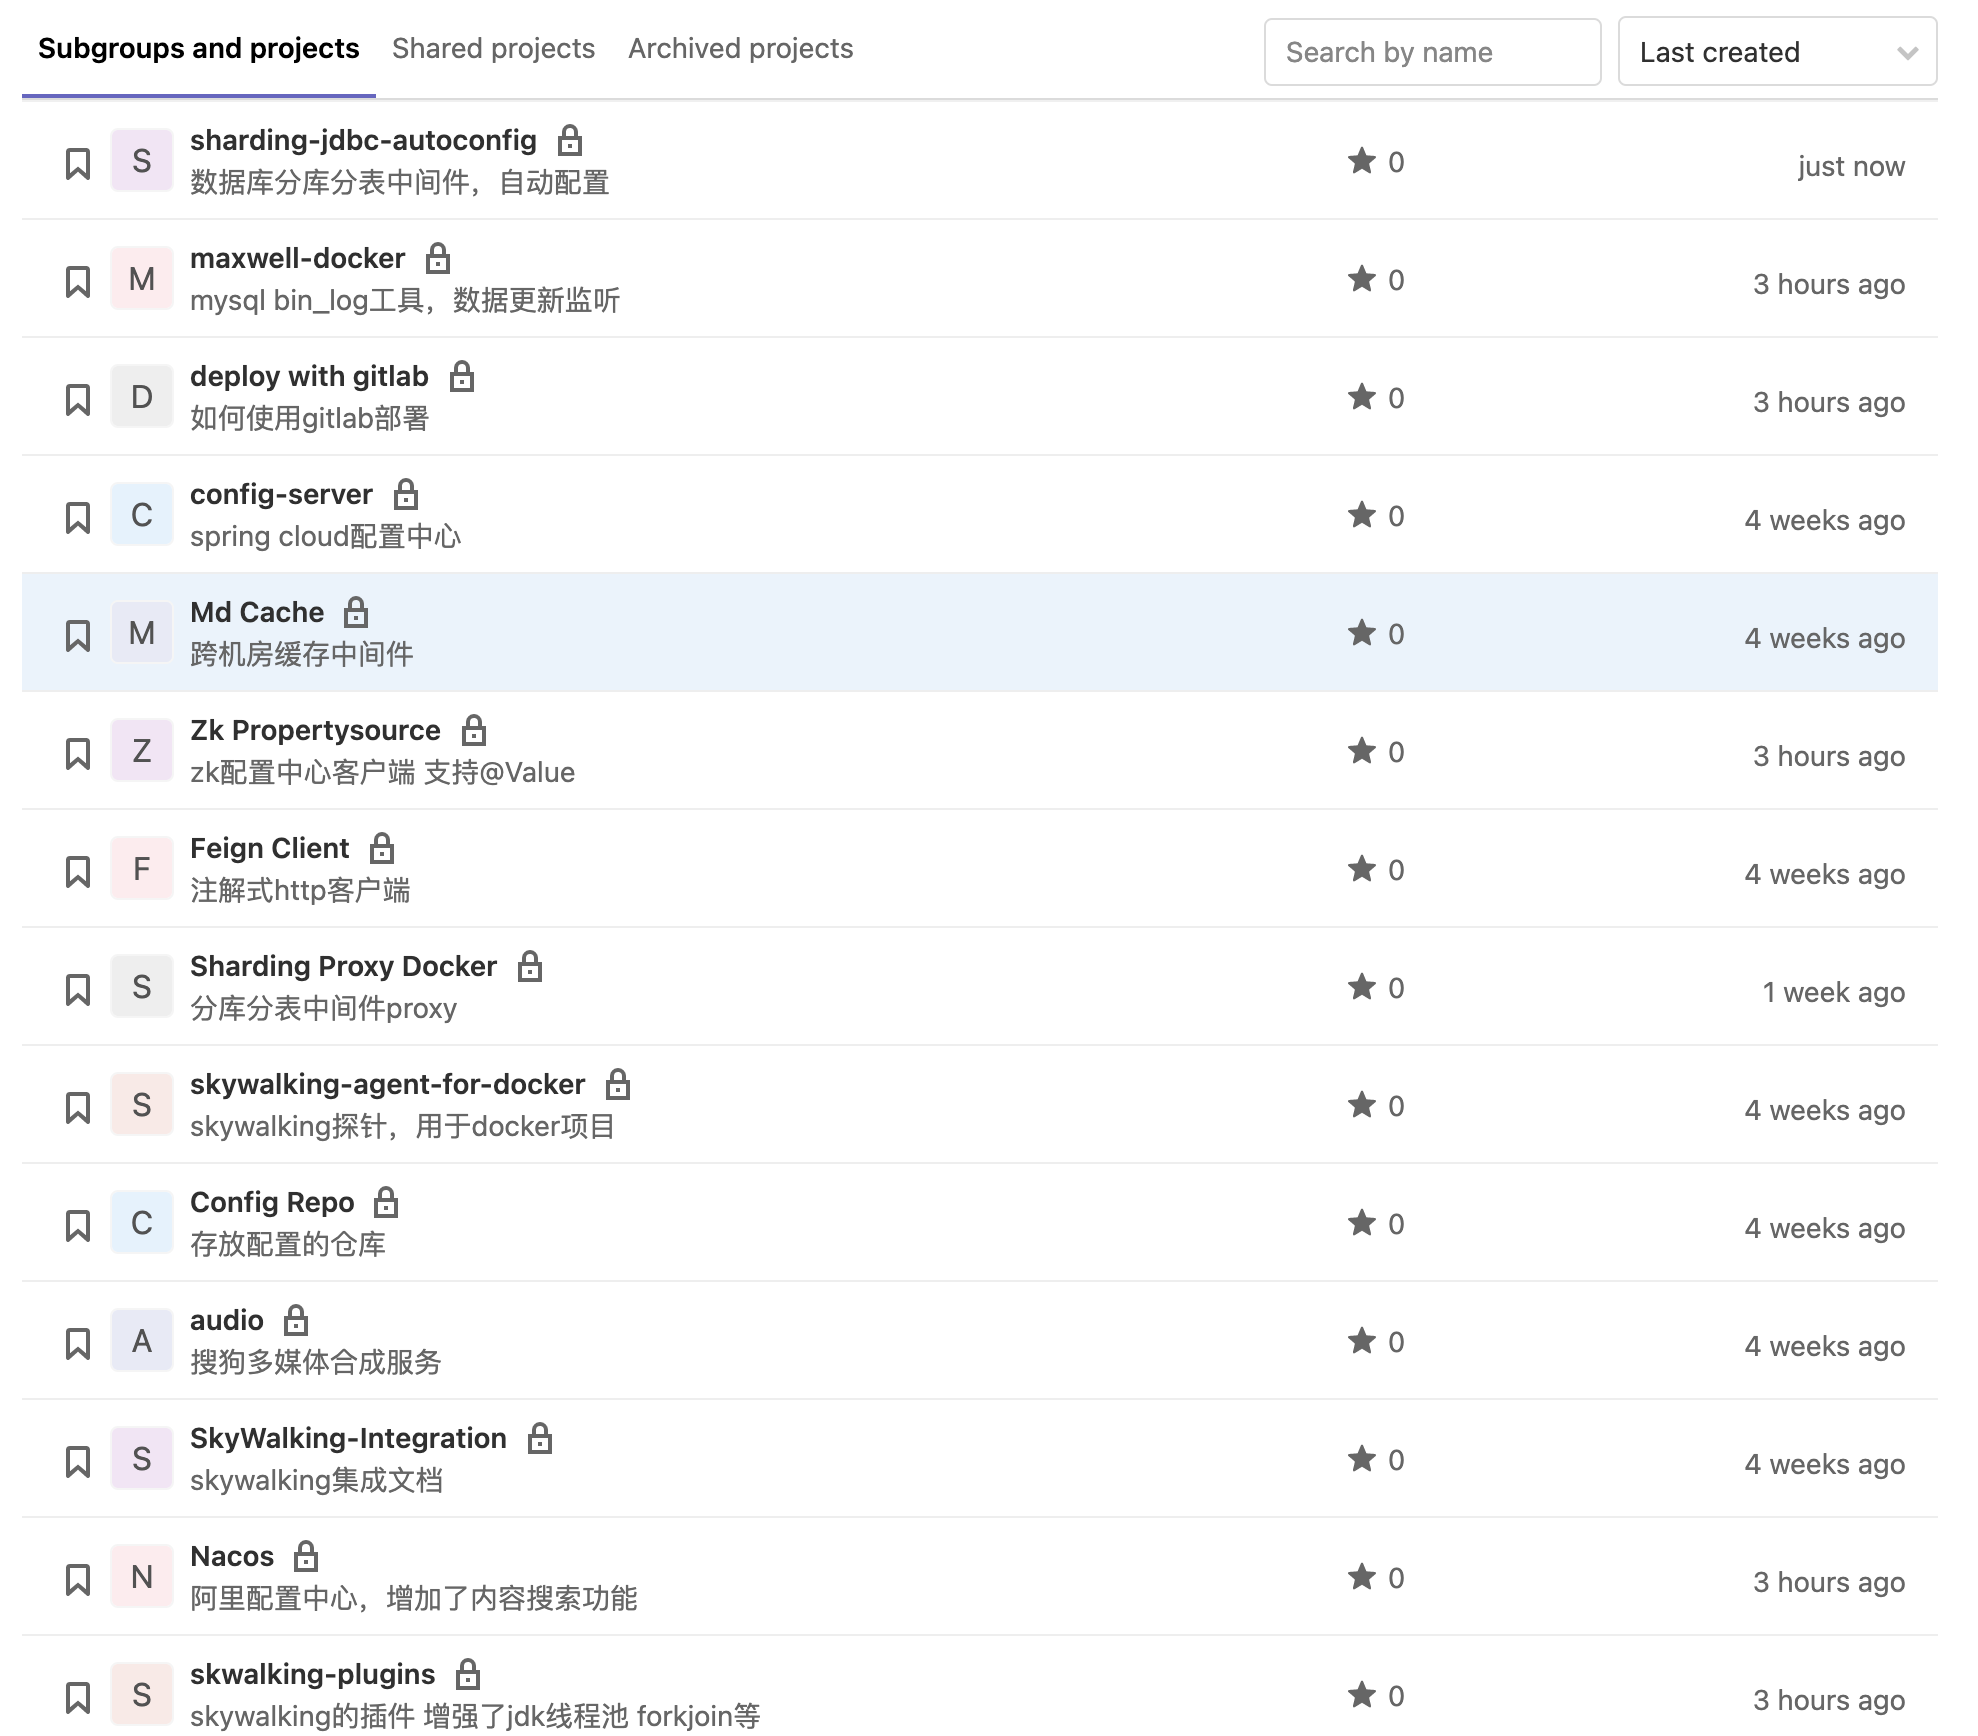 Subgroups and projects Shared projects Archived projects Search by name Last created
S sharding-jdbc-autoconfig
数据库分库分表中间件，自动配置
0 just now
M maxwell-docker
mysql bin_log工具，数据更新监听
0 3 hours ago
D deploy with gitlab
如何使用gitlab部署
0 3 hours ago
C config-server
spring cloud配置中心
0 4 weeks ago
M Md Cache
跨机房缓存中间件
0 4 weeks ago
Z Zk Propertysource
zk配置中心客户端 支持@Value
0 3 hours ago
F Feign Client
注解式http客户端
0 4 weeks ago
S Sharding Proxy Docker
分库分表中间件proxy
0 1 week ago
S skywalking-agent-for-docker
skywalking探针，用于docker项目
0 4 weeks ago
C Config Repo
存放配置的仓库
0 4 weeks ago
A audio
搜狗多媒体合成服务
0 4 weeks ago
S SkyWalking-Integration
skywalking集成文档
0 4 weeks ago
N Nacos
阿里配置中心，增加了内容搜索功能
0 3 hours ago
S skwalking-plugins
skywalking的插件 增强了jdk线程池 forkjoin等
0 3 hours ago